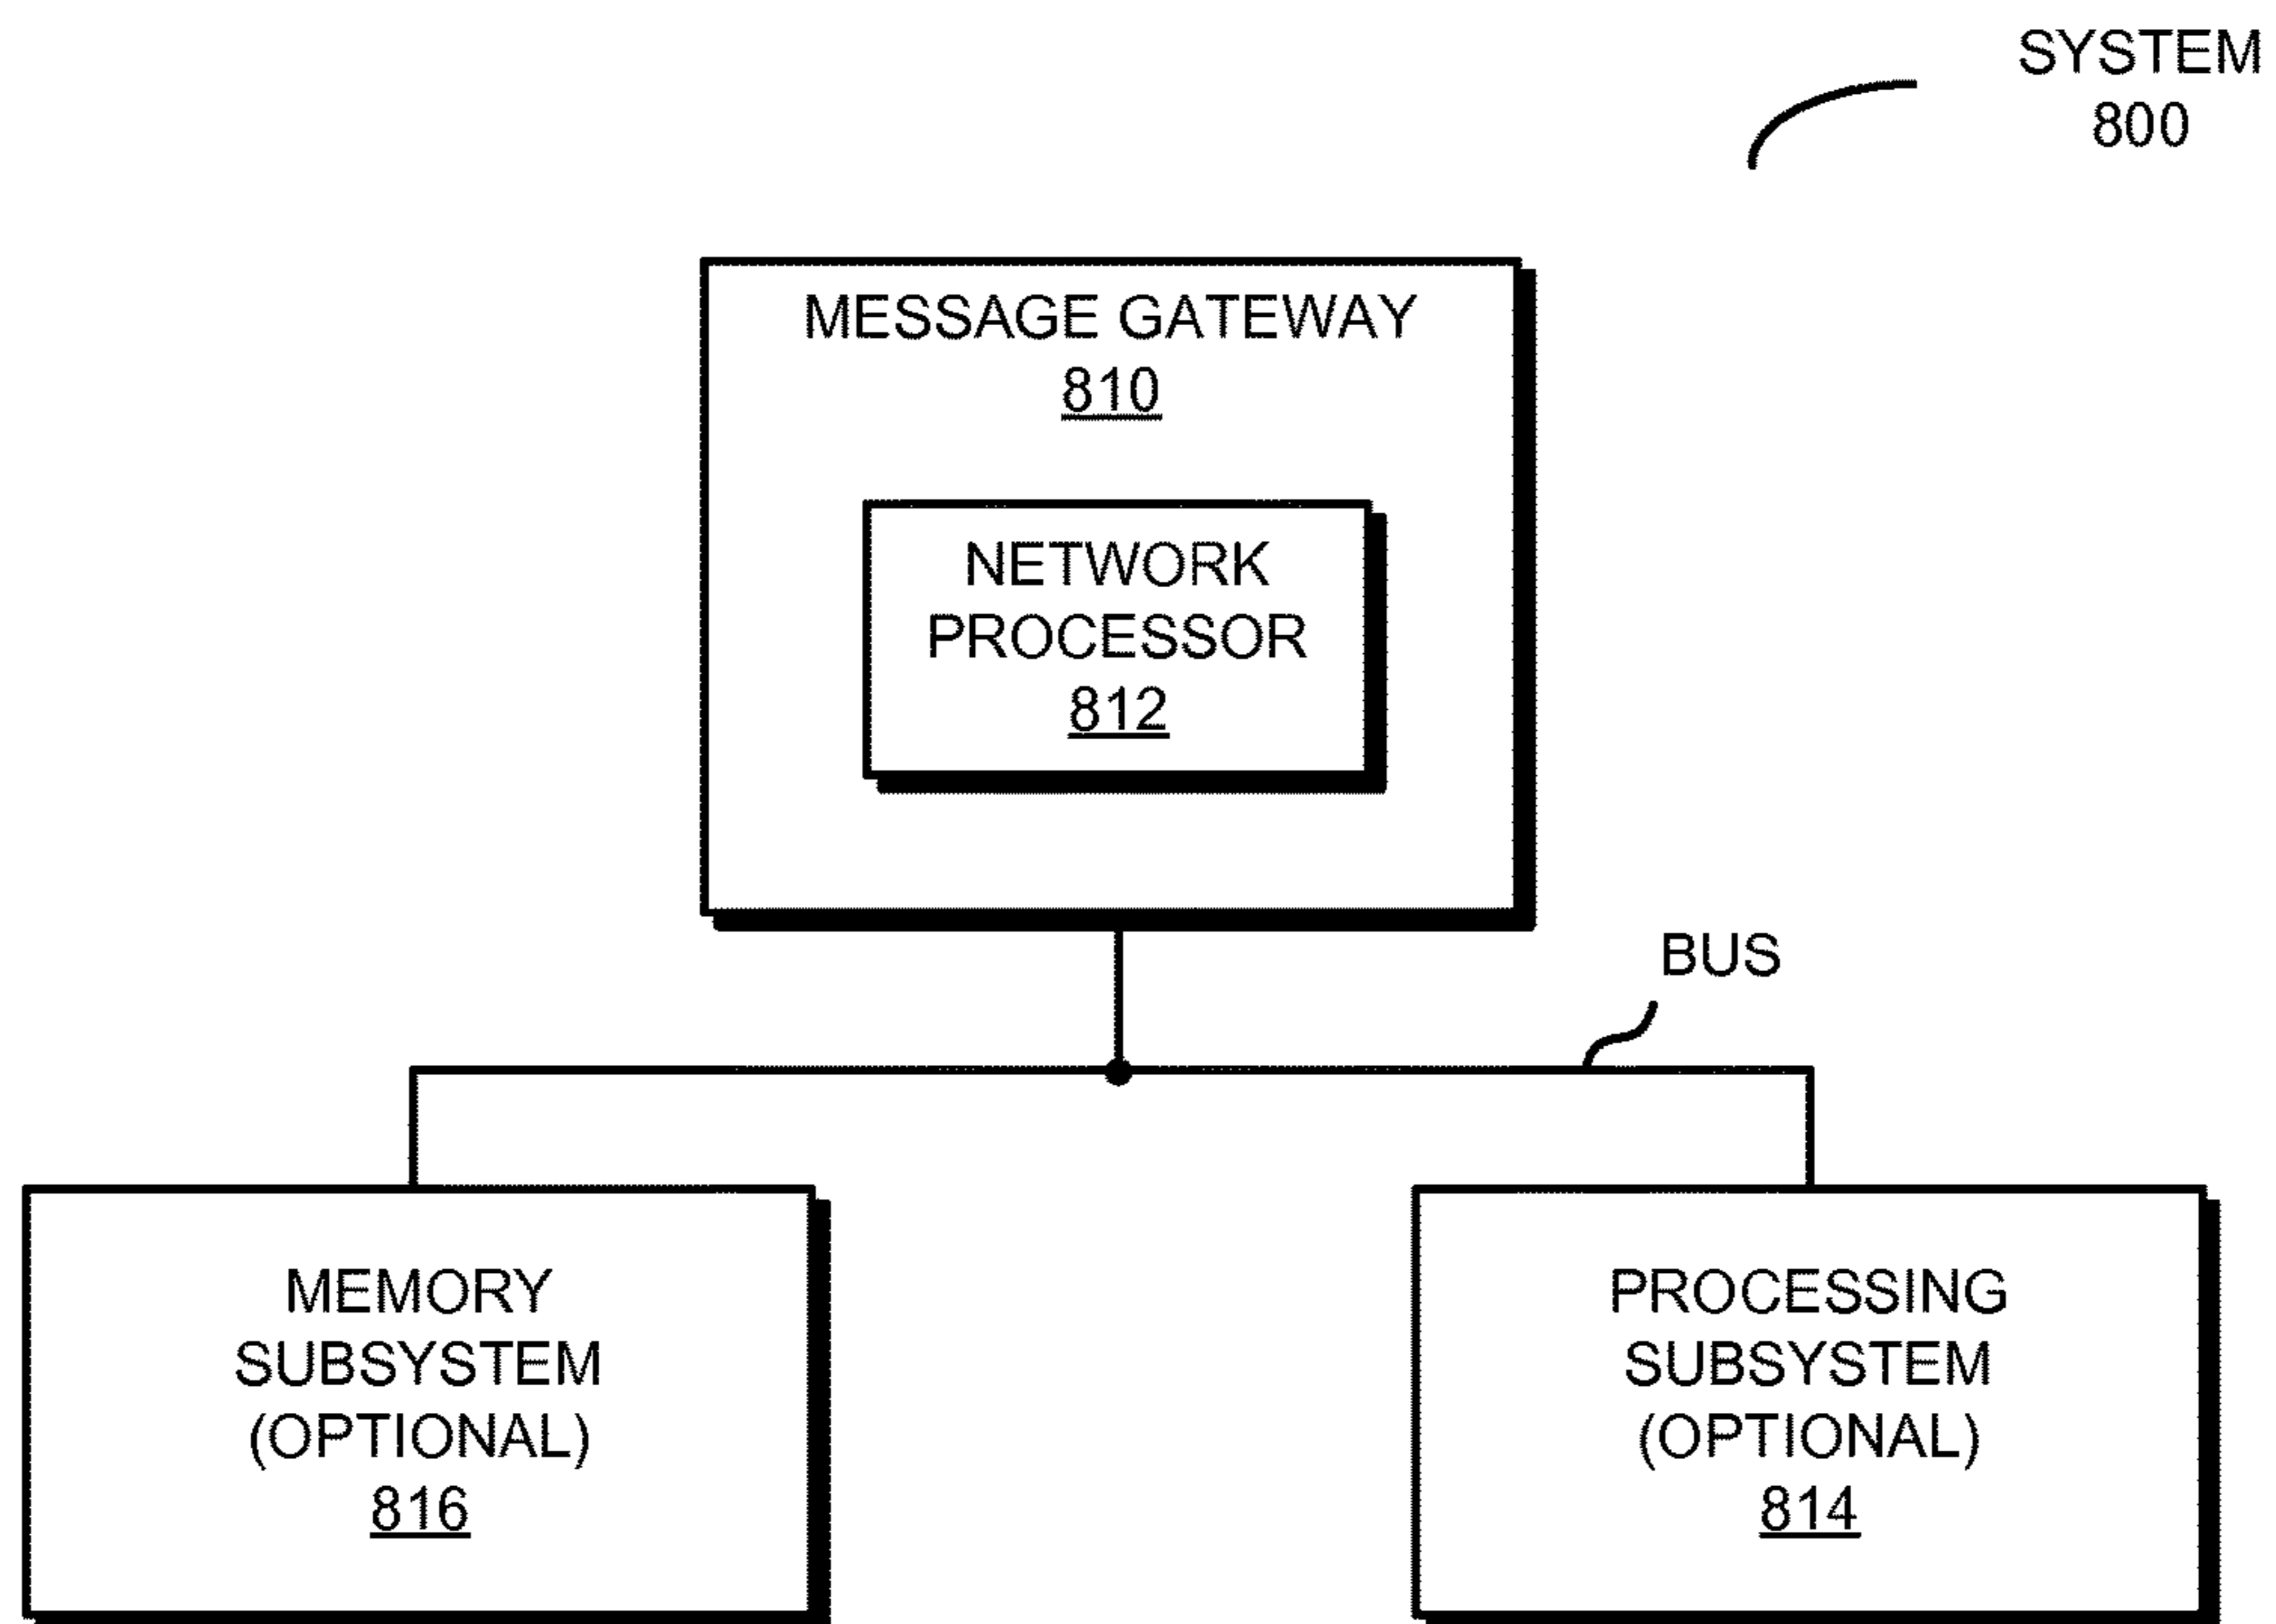 SYSTEM
800
MESSAGE GATEWAY
810
NETWORK
PROCESSOR
812
BUS
MEMORY
SUBSYSTEM
(OPTIONAL)
816
PROCESSING
SUBSYSTEM
(OPTIONAL)
814